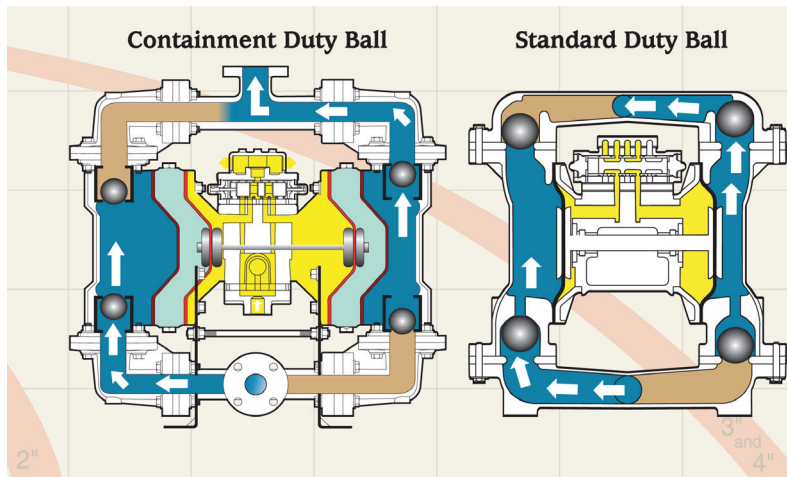 Containment Duty Ball
Standard Duty Ball
2"
3"
and
4"